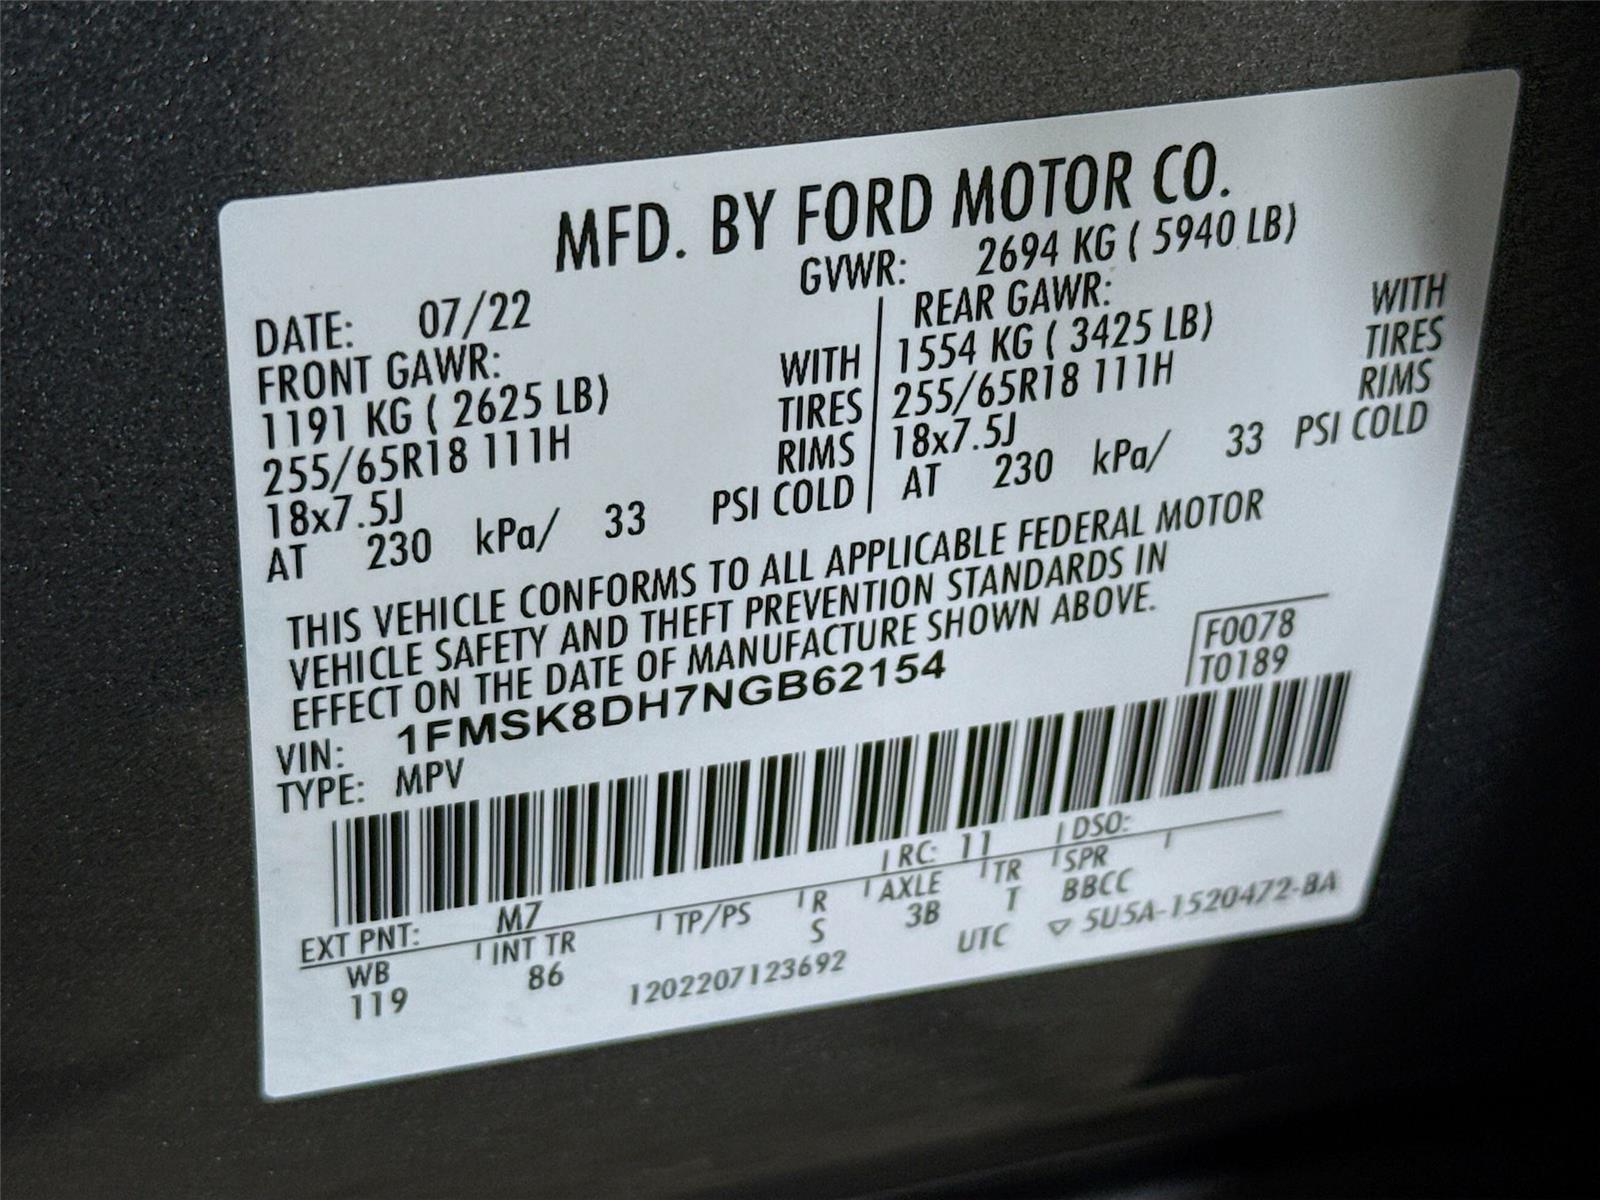 MFD. BY FORD MOTOR CO.
DATE: 07/22
GVWR: 2694 KG ( 5940 LB)
FRONT GAWR:
1191 KG ( 2625 LB) WITH
255/65R18 111H TIRES
18x7.5J RIMS
AT 230 kPa/ 33 PSI COLD
REAR GAWR: WITH
1554 KG ( 3425 LB) TIRES
255/65R18 111H RIMS
18x7.5J
AT 230 kPa/ 33 PSI COLD
THIS VEHICLE CONFORMS TO ALL APPLICABLE FEDERAL MOTOR
VEHICLE SAFETY AND THEFT PREVENTION STANDARDS IN
EFFECT ON THE DATE OF MANUFACTURE SHOWN ABOVE.
F0078
T0189
VIN: 1FMSK8DH7NGB62154
TYPE: MPV
EXT PNT: M7 RC: 11 DSO:
WB INT TR TP/PS R AXLE TR SPR
119 86 S 3B T BBCC
1202207123692 UTC ▽ 5U5A-1520472-BA